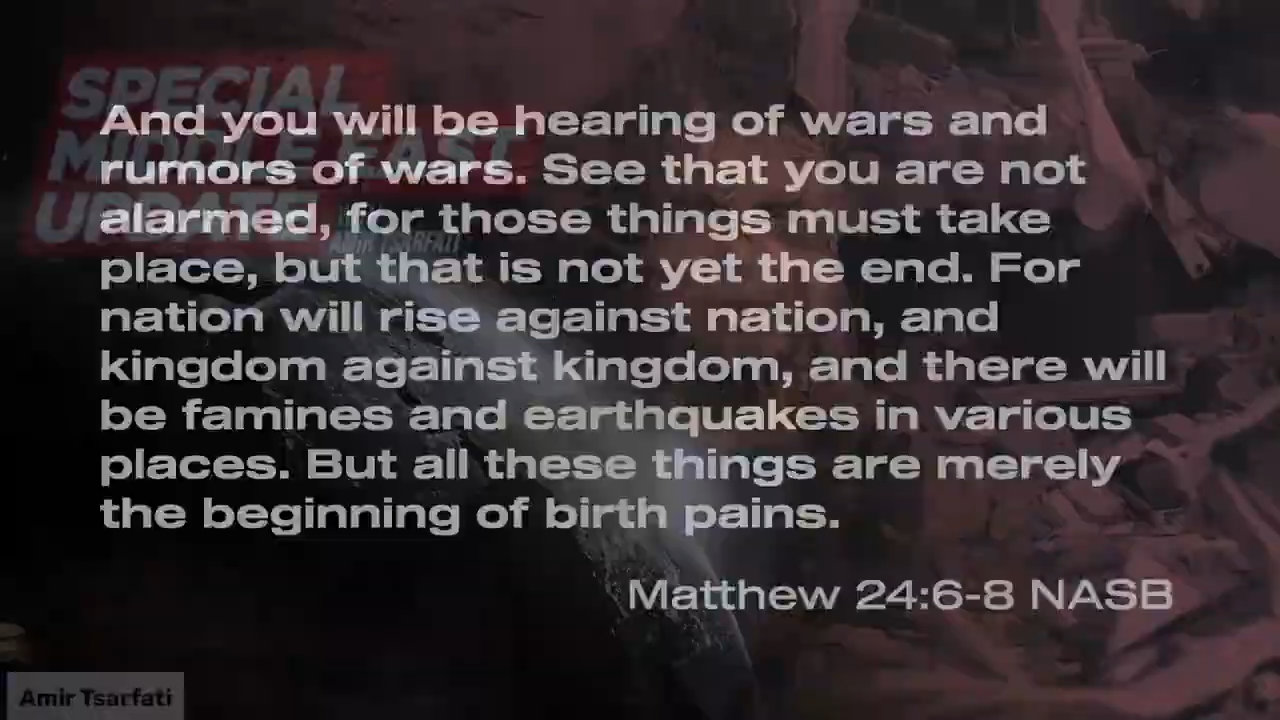 SPECIAL
MIDDLE EAST
UPDATE
AMIR TSARFATI
And you will be hearing of wars and
rumors of wars. See that you are not
alarmed, for those things must take
place, but that is not yet the end. For
nation will rise against nation, and
kingdom against kingdom, and there will
be famines and earthquakes in various
places. But all these things are merely
the beginning of birth pains.
Matthew 24:6-8 NASB
Amir Tsarfati